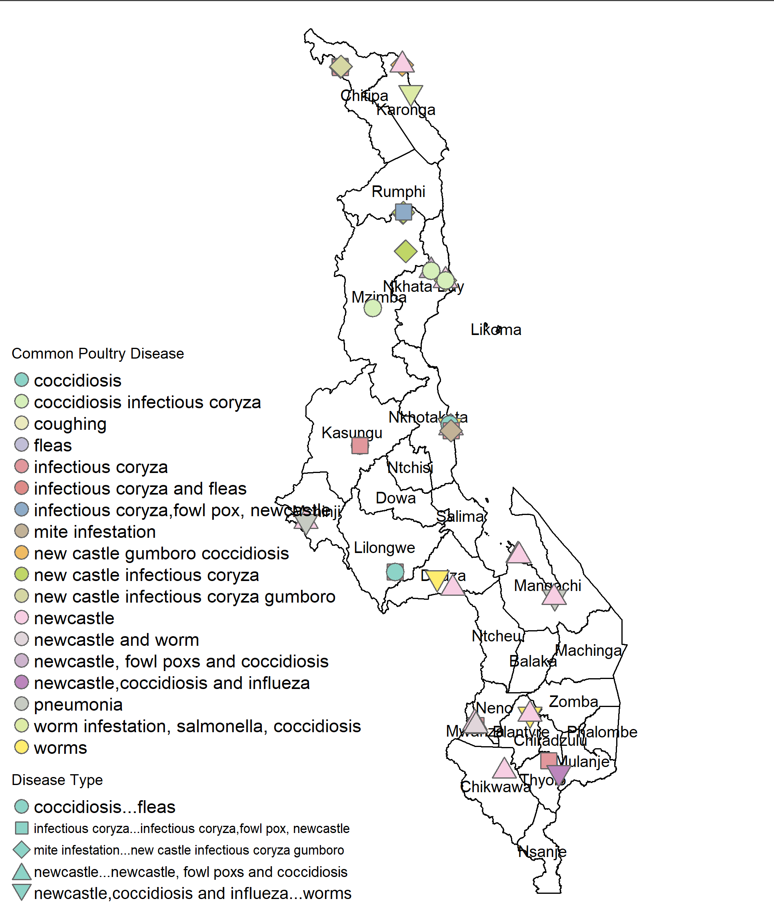 Chitipa
Karonga
Rumphi
Nkhata Bay
Mzimba
Likoma
Common Poultry Disease
coccidiosis
coccidiosis infectious coryza
coughing
fleas
infectious coryza
infectious coryza and fleas
infectious coryza,fowl pox, newcastle
mite infestation
new castle gumboro coccidiosis
new castle infectious coryza
new castle infectious coryza gumboro
newcastle
newcastle and worm
newcastle, fowl poxs and coccidiosis
newcastle,coccidiosis and influeza
pneumonia
worm infestation, salmonella, coccidiosis
worms
Nkhotakota
Kasungu
Ntchisi
Dowa
Mchinji
Salima
Lilongwe
Dedza
Mangochi
Ntcheu
Machinga
Balaka
Zomba
Neno
Mwanza
Blantyre
Phalombe
Chiradzulu
Mulanje
Thyolo
Chikwawa
Nsanje
Disease Type
coccidiosis...fleas
infectious coryza...infectious coryza,fowl pox, newcastle
mite infestation...new castle infectious coryza gumboro
newcastle...newcastle, fowl poxs and coccidiosis
newcastle,coccidiosis and influeza...worms